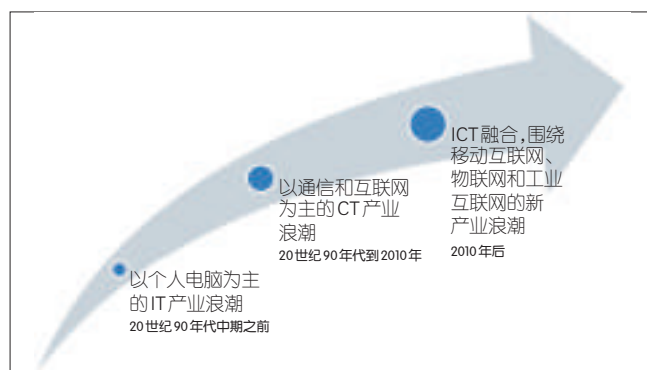 以个人电脑为主
的IT产业浪潮
20世纪90年代中期之前
以通信和互联网
为主的CT产业
浪潮
20世纪90年代到2010年
ICT融合，围绕
移动互联网、
物联网和工业
互联网的新
产业浪潮
2010年后